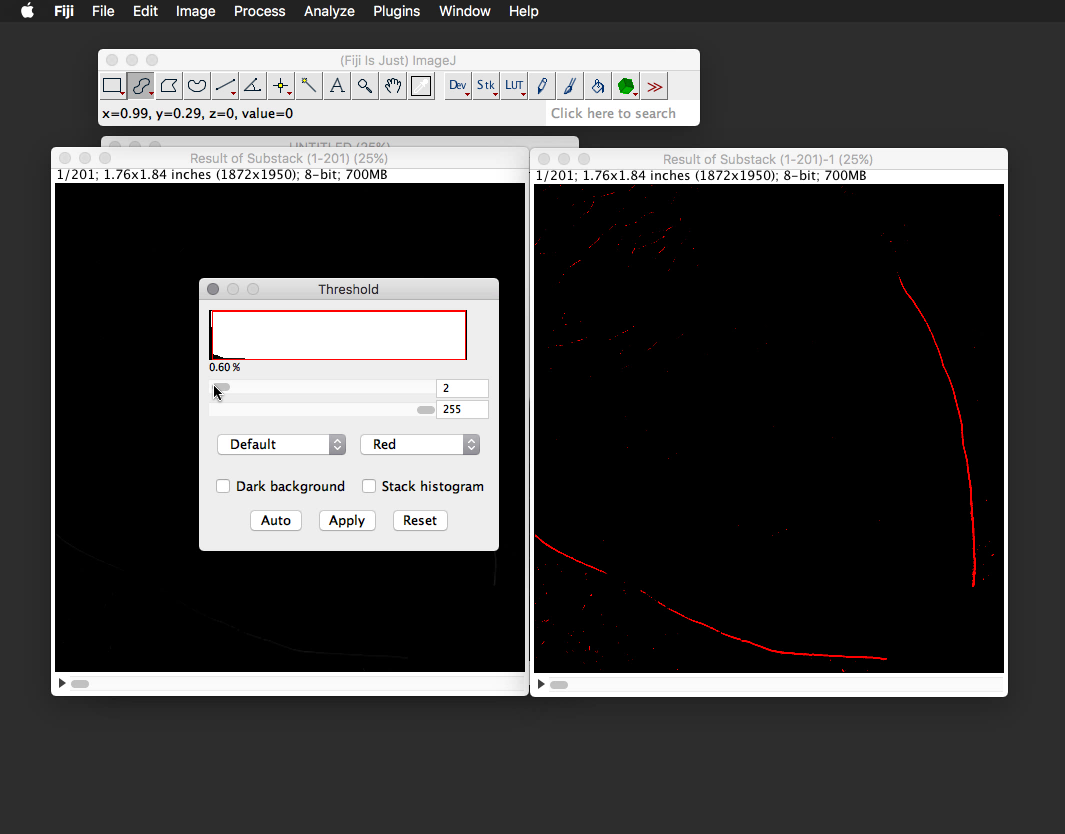 Fiji File Edit Image Process Analyze Plugins Window Help
(Fiji Is Just) ImageJ
Dev Stk LUT
x=0.99, y=0.29, z=0, value=0 Click here to search
UNTITLED (25%)
Result of Substack (1-201) (25%)
1/201; 1.76x1.84 inches (1872x1950); 8-bit; 700MB
Result of Substack (1-201)-1 (25%)
1/201; 1.76x1.84 inches (1872x1950); 8-bit; 700MB
Threshold
0.60 %
2
255
Default Red
Dark background Stack histogram
Auto Apply Reset